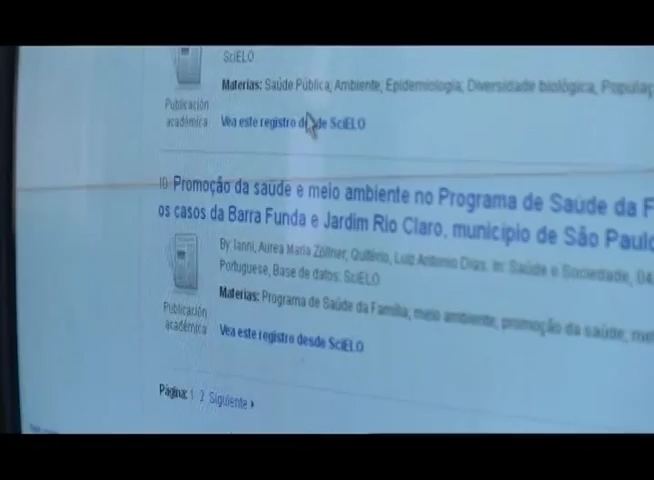 SciELO
Materias: Saúde Pública, Ambiente, Epidemiologia, Diversidade biológica, Populaç
Publicación
académica
Vea este registro desde SciELO
10 Promoção da saúde e meio ambiente no Programa de Saúde da F
os casos da Barra Funda e Jardim Rio Claro, município de São Paulo
By: Ianni, Aurea Maria Zöllner, Quitério, Luiz Antonio Dias. In: Saúde e Sociedade, 04
Portuguese, Base de datos: SciELO
Materias: Programa de Saúde da Família, meio ambiente, promoção da saúde, mei
Publicación
académica
Vea este registro desde SciELO
Página: 1 2 Siguiente